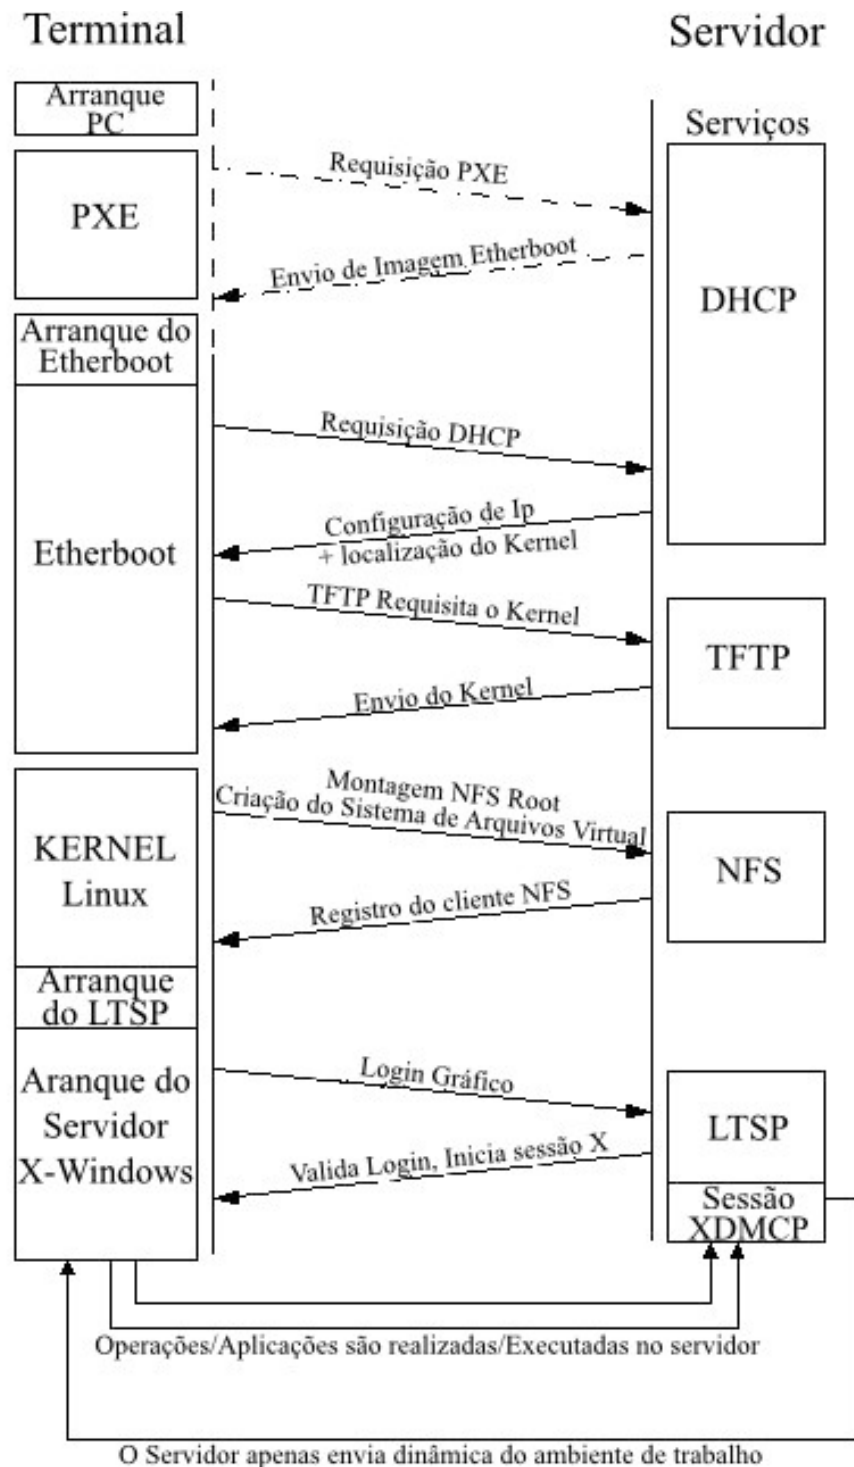 Terminal
Servidor
Arranque
PC
Serviços
Requisição PXE
PXE
Envio de Imagem Etherboot
DHCP
Arranque do
Etherboot
Requisição DHCP
Etherboot
Configuração de Ip
+ localização do Kernel
TFTP Requisita o Kernel
TFTP
Envio do Kernel
Montagem NFS Root
Criação do Sistema de Arquivos Virtual
KERNEL
Linux
NFS
Registro do cliente NFS
Arranque
do LTSP
Login Gráfico
Aranque do
Servidor
X-Windows
LTSP
Valida Login, Inicia sessão X
Sessão
XDMCP
Operações/Aplicações são realizadas/Executadas no servidor
O Servidor apenas envia dinâmica do ambiente de trabalho